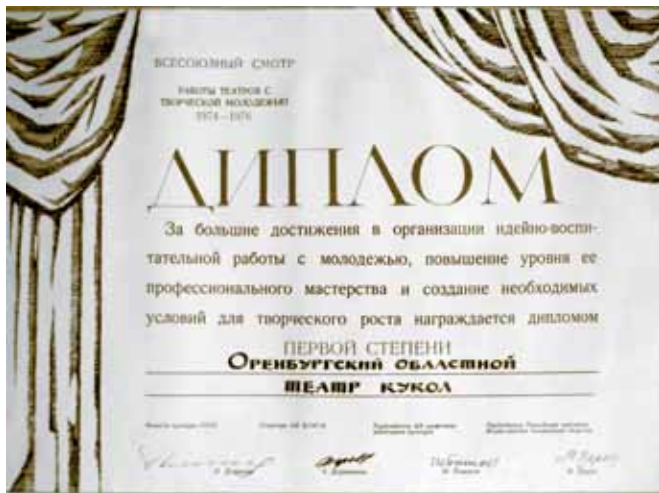 ВСЕСОЮЗНЫЙ СМОТР
РАБОТЫ ТЕАТРОВ С
ТВОРЧЕСКОЙ МОЛОДЕЖЬЮ
1974—1976
ДИПЛОМ
За большие достижения в организации идейно-воспи-
тательной работы с молодежью, повышение уровня ее
профессионального мастерства и создание необходимых
условий для творческого роста награждается дипломом
ПЕРВОЙ СТЕПЕНИ
ОРЕНБУРГСКИЙ ОБЛАСТНОЙ
ТЕАТР КУКОЛ